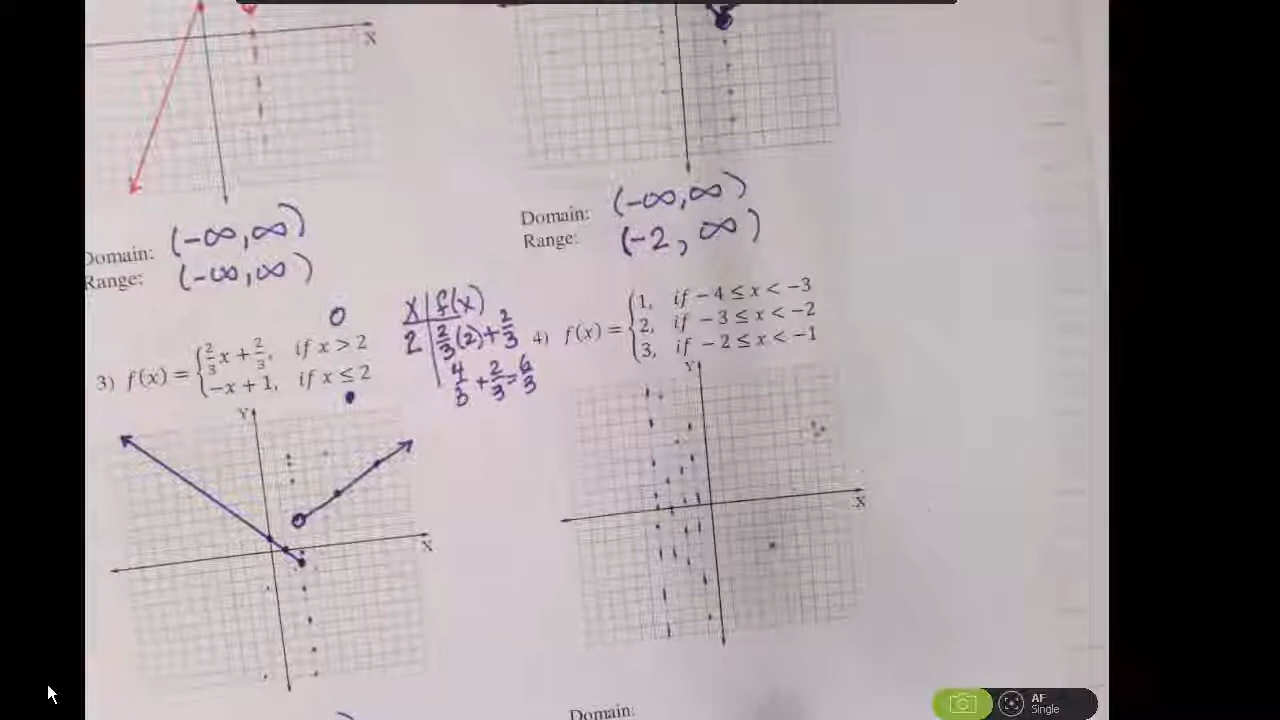 X
Domain: (-∞,∞)
Range: (-∞,∞)
Domain: (-∞,∞)
Range: (-2, ∞)
3) f(x) = { 2/3 x + 2/3, if x > 2
-x + 1, if x ≤ 2
x | f(x)
2 | 2/3(2)+2/3
4/3 + 2/3 = 6/3
4) f(x) = { 1, if -4 ≤ x < -3
2, if -3 ≤ x < -2
3, if -2 ≤ x < -1
Y
X
Y
X
Domain:
AF
Single